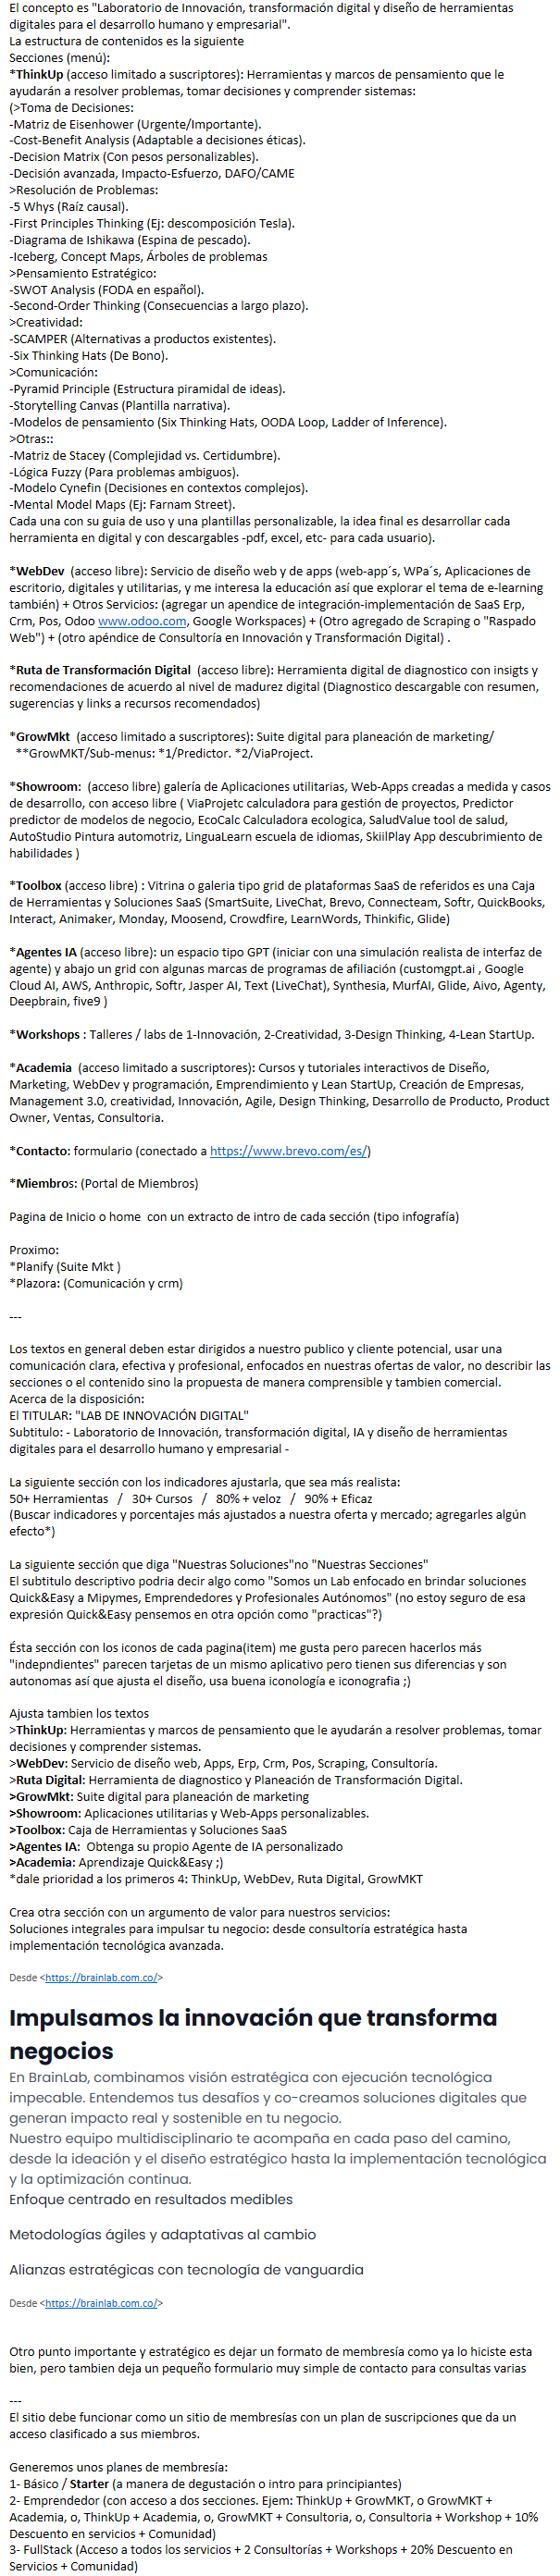 El concepto es "Laboratorio de Innovación, transformación digital y diseño de herramientas
digitales para el desarrollo humano y empresarial".
La estructura de contenidos es la siguiente
Secciones (menú):
*ThinkUp (acceso limitado a suscriptores): Herramientas y marcos de pensamiento que le
ayudarán a resolver problemas, tomar decisiones y comprender sistemas:
(>Toma de Decisiones:
-Matriz de Eisenhower (Urgente/Importante).
-Cost-Benefit Analysis (Adaptable a decisiones éticas).
-Decision Matrix (Con pesos personalizables).
-Decisión avanzada, Impacto-Esfuerzo, DAFO/CAME
>Resolución de Problemas:
-5 Whys (Raíz causal).
-First Principles Thinking (Ej: descomposición Tesla).
-Diagrama de Ishikawa (Espina de pescado).
-Iceberg, Concept Maps, Árboles de problemas
>Pensamiento Estratégico:
-SWOT Analysis (FODA en español).
-Second-Order Thinking (Consecuencias a largo plazo).
>Creatividad:
-SCAMPER (Alternativas a productos existentes).
-Six Thinking Hats (De Bono).
>Comunicación:
-Pyramid Principle (Estructura piramidal de ideas).
-Storytelling Canvas (Plantilla narrativa).
-Modelos de pensamiento (Six Thinking Hats, OODA Loop, Ladder of Inference).
>Otras::
-Matriz de Stacey (Complejidad vs. Certidumbre).
-Lógica Fuzzy (Para problemas ambiguos).
-Modelo Cynefin (Decisiones en contextos complejos).
-Mental Model Maps (Ej: Farnam Street).
Cada una con su guia de uso y una plantillas personalizable, la idea final es desarrollar cada
herramienta en digital y con descargables -pdf, excel, etc- para cada usuario).

*WebDev  (acceso libre): Servicio de diseño web y de apps (web-app´s, WPa´s, Aplicaciones de
escritorio, digitales y utilitarias, y me interesa la educación así que explorar el tema de e-learning
también) + Otros Servicios: (agregar un apendice de integración-implementación de SaaS Erp,
Crm, Pos, Odoo www.odoo.com, Google Workspaces) + (Otro agregado de Scraping o "Raspado
Web") + (otro apéndice de Consultoría en Innovación y Transformación Digital) .

*Ruta de Transformación Digital  (acceso libre): Herramienta digital de diagnostico con insigts y
recomendaciones de acuerdo al nivel de madurez digital (Diagnostico descargable con resumen,
sugerencias y links a recursos recomendados)

*GrowMkt  (acceso limitado a suscriptores): Suite digital para planeación de marketing/
**GrowMKT/Sub-menus: *1/Predictor. *2/ViaProject.

*Showroom:  (acceso libre) galería de Aplicaciones utilitarias, Web-Apps creadas a medida y casos
de desarrollo, con acceso libre ( ViaProjetc calculadora para gestión de proyectos, Predictor
predictor de modelos de negocio, EcoCalc Calculadora ecologica, SaludValue tool de salud,
AutoStudio Pintura automotriz, LinguaLearn escuela de idiomas, SkiilPlay App descubrimiento de
habilidades )

*Toolbox (acceso libre) : Vitrina o galeria tipo grid de plataformas SaaS de referidos es una Caja
de Herramientas y Soluciones SaaS (SmartSuite, LiveChat, Brevo, Connecteam, Softr, QuickBooks,
Interact, Animaker, Monday, Moosend, Crowdfire, LearnWords, Thinkific, Glide)

*Agentes IA (acceso libre): un espacio tipo GPT (iniciar con una simulación realista de interfaz de
agente) y abajo un grid con algunas marcas de programas de afiliación (customgpt.ai , Google
Cloud AI, AWS, Anthropic, Softr, Jasper AI, Text (LiveChat), Synthesia, MurfAI, Glide, Aivo, Agenty,
Deepbrain, five9 )

*Workshops : Talleres / labs de 1-Innovación, 2-Creatividad, 3-Design Thinking, 4-Lean StartUp.

*Academia  (acceso limitado a suscriptores): Cursos y tutoriales interactivos de Diseño,
Marketing, WebDev y programación, Emprendimiento y Lean StartUp, Creación de Empresas,
Management 3.0, creatividad, Innovación, Agile, Design Thinking, Desarrollo de Producto, Product
Owner, Ventas, Consultoria.

*Contacto: formulario (conectado a https://www.brevo.com/es/)

*Miembros: (Portal de Miembros)

Pagina de Inicio o home  con un extracto de intro de cada sección (tipo infografía)

Proximo:
*Planify (Suite Mkt )
*Plazora: (Comunicación y crm)

---

Los textos en general deben estar dirigidos a nuestro publico y cliente potencial, usar una
comunicación clara, efectiva y profesional, enfocados en nuestras ofertas de valor, no describir las
secciones o el contenido sino la propuesta de manera comprensible y tambien comercial.
Acerca de la disposición:
El TITULAR: "LAB DE INNOVACIÓN DIGITAL"
Subtitulo: - Laboratorio de Innovación, transformación digital, IA y diseño de herramientas
digitales para el desarrollo humano y empresarial -

La siguiente sección con los indicadores ajustarla, que sea más realista:
50+ Herramientas   /   30+ Cursos   /   80% + veloz   /   90% + Eficaz
(Buscar indicadores y porcentajes más ajustados a nuestra oferta y mercado; agregarles algún
efecto*)

La siguiente sección que diga "Nuestras Soluciones"no "Nuestras Secciones"
El subtitulo descriptivo podria decir algo como "Somos un Lab enfocado en brindar soluciones
Quick&Easy a Mipymes, Emprendedores y Profesionales Autónomos" (no estoy seguro de esa
expresión Quick&Easy pensemos en otra opción como "practicas"?)

Ésta sección con los iconos de cada pagina(item) me gusta pero parecen hacerlos más
"indepndientes" parecen tarjetas de un mismo aplicativo pero tienen sus diferencias y son
autonomas así que ajusta el diseño, usa buena iconología e iconografia ;)

Ajusta tambien los textos
>ThinkUp: Herramientas y marcos de pensamiento que le ayudarán a resolver problemas, tomar
decisiones y comprender sistemas.
>WebDev: Servicio de diseño web, Apps, Erp, Crm, Pos, Scraping, Consultoría.
>Ruta Digital: Herramienta de diagnostico y Planeación de Transformación Digital.
>GrowMkt: Suite digital para planeación de marketing
>Showroom: Aplicaciones utilitarias y Web-Apps personalizables.
>Toolbox: Caja de Herramientas y Soluciones SaaS
>Agentes IA:  Obtenga su propio Agente de IA personalizado
>Academia: Aprendizaje Quick&Easy ;)
*dale prioridad a los primeros 4: ThinkUp, WebDev, Ruta Digital, GrowMKT

Crea otra sección con un argumento de valor para nuestros servicios:
Soluciones integrales para impulsar tu negocio: desde consultoría estratégica hasta
implementación tecnológica avanzada.

Desde <https://brainlab.com.co/>

Impulsamos la innovación que transforma
negocios
En BrainLab, combinamos visión estratégica con ejecución tecnológica
impecable. Entendemos tus desafíos y co-creamos soluciones digitales que
generan impacto real y sostenible en tu negocio.
Nuestro equipo multidisciplinario te acompaña en cada paso del camino,
desde la ideación y el diseño estratégico hasta la implementación tecnológica
y la optimización continua.
Enfoque centrado en resultados medibles

Metodologías ágiles y adaptativas al cambio

Alianzas estratégicas con tecnología de vanguardia

Desde <https://brainlab.com.co/>

Otro punto importante y estratégico es dejar un formato de membresía como ya lo hiciste esta
bien, pero tambien deja un pequeño formulario muy simple de contacto para consultas varias

---
El sitio debe funcionar como un sitio de membresías con un plan de suscripciones que da un
acceso clasificado a sus miembros.

Generemos unos planes de membresía:
1- Básico / Starter (a manera de degustación o intro para principiantes)
2- Emprendedor (con acceso a dos secciones. Ejem: ThinkUp + GrowMKT, o GrowMKT +
Academia, o, ThinkUp + Academia, o, GrowMKT + Consultoria, o, Consultoria + Workshop + 10%
Descuento en servicios + Comunidad)
3- FullStack (Acceso a todos los servicios + 2 Consultorías + Workshops + 20% Descuento en
Servicios + Comunidad)